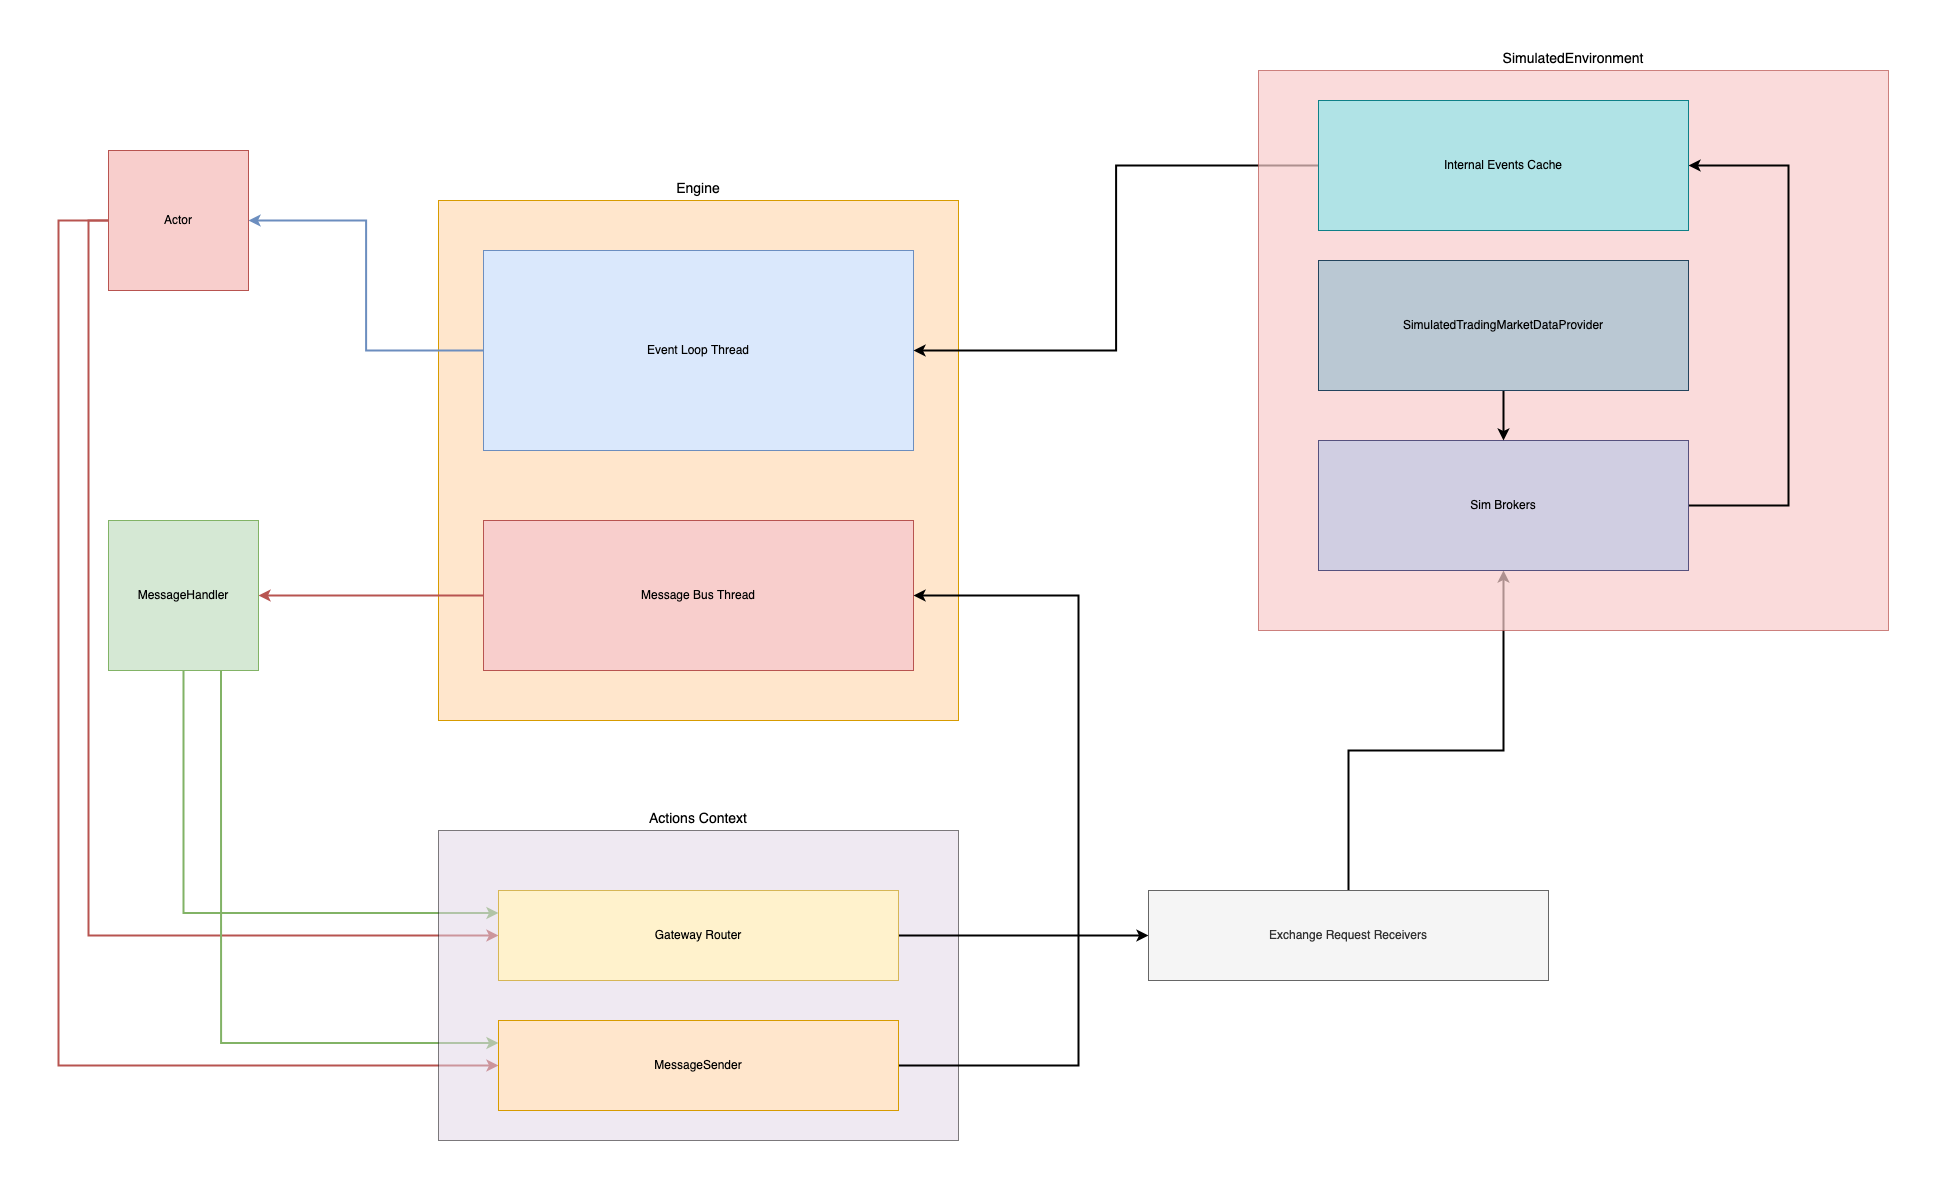 SimulatedEnvironment
Internal Events Cache
Actor
Engine
SimulatedTradingMarketDataProvider
Event Loop Thread
Sim Brokers
MessageHandler
Message Bus Thread
Actions Context
Gateway Router
Exchange Request Receivers
MessageSender